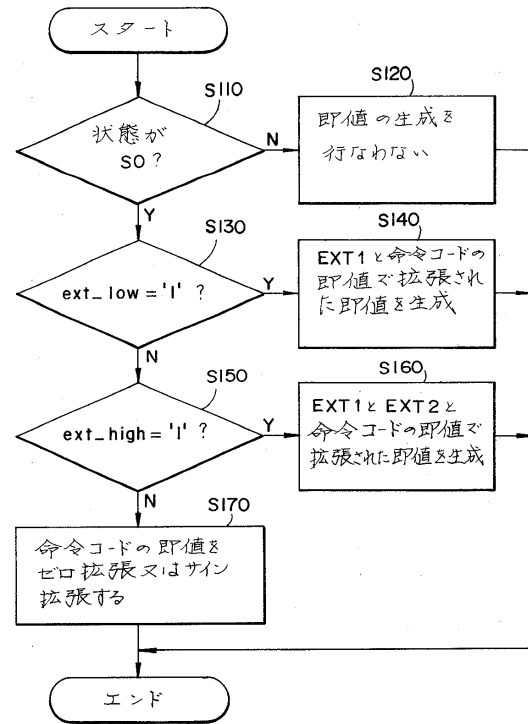 スタート
S110
状態が
S0?
N
S120
即値の生成を
行なわない
Y
S130
ext_low='1' ?
Y
S140
EXT1と命令コードの
即値で拡張され
た即値を生成
N
S150
ext_high='1' ?
Y
S160
EXT1とEXT2と
命令コードの即値で
拡張された即値を生成
N
S170
命令コードの即値を
ゼロ拡張又はサイン
拡張する
エンド